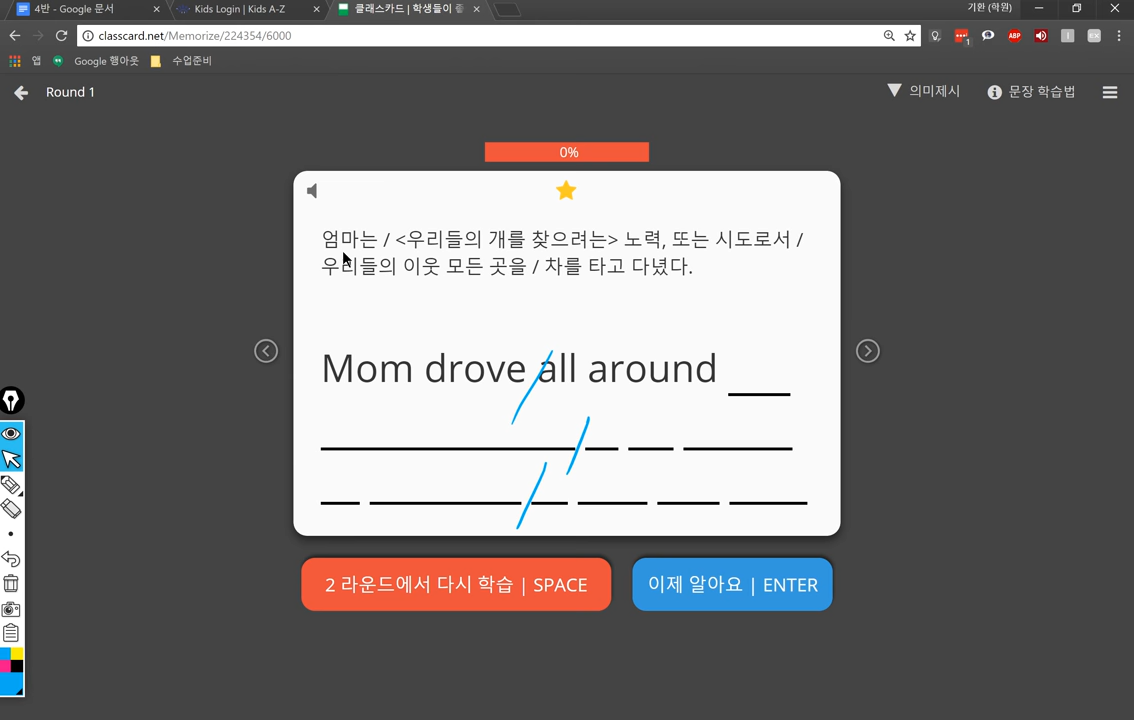 4반 - Google 문서
Kids Login | Kids A-Z
클래스카드 | 학생들이
기환 (학원)
classcard.net/Memorize/224354/6000
1
ABP
앱
Google 행아웃
수업준비
Round 1
의미제시
문장 학습법
0%
엄마는 / <우리들의 개를 찾으려는> 노력, 또는 시도로서 /
우리들의 이웃 모든 곳을 / 차를 타고 다녔다.
Mom drove all around
2 라운드에서 다시 학습 | SPACE
이제 알아요 | ENTER